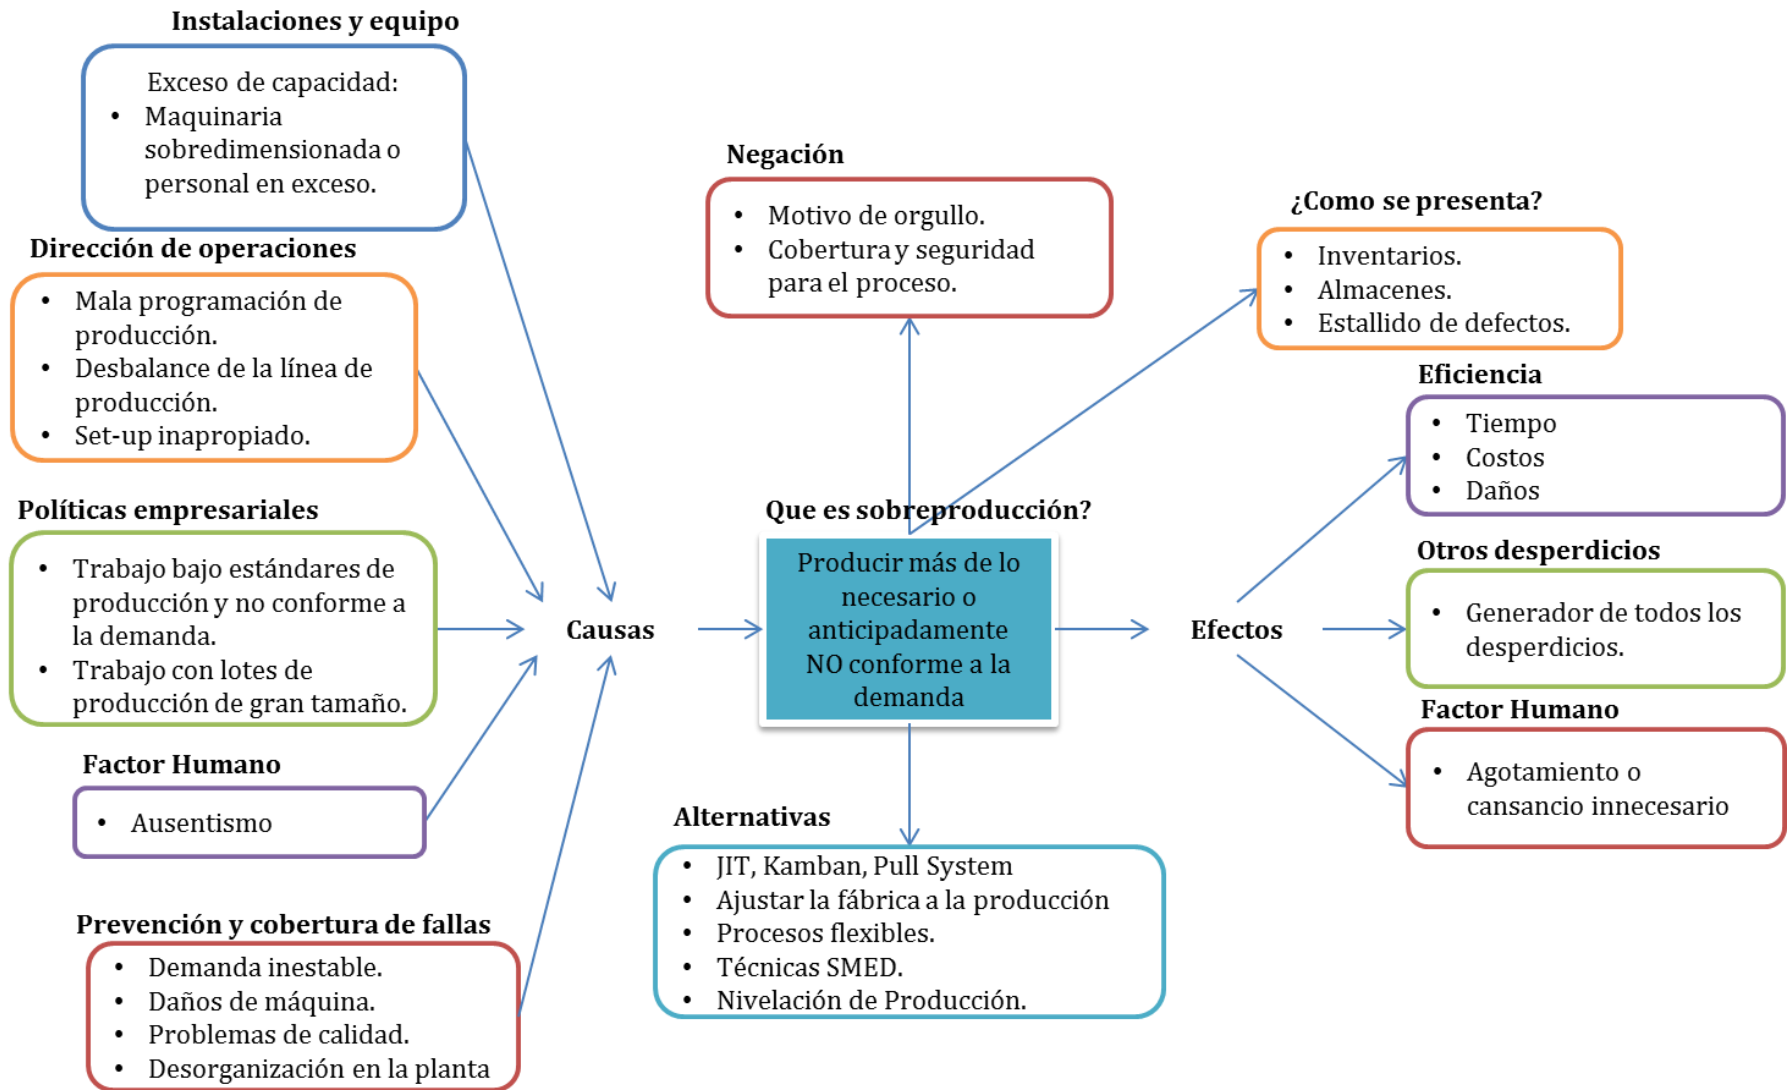 Instalaciones y equipo
Exceso de capacidad:
• Maquinaria
sobredimensionada o
personal en exceso.
Dirección de operaciones
• Mala programación de
producción.
• Desbalance de la línea de
producción.
• Set-up inapropiado.
Políticas empresariales
• Trabajo bajo estándares de
producción y no conforme a
la demanda.
• Trabajo con lotes de
producción de gran tamaño.
Factor Humano
• Ausentismo
Prevención y cobertura de fallas
• Demanda inestable.
• Daños de máquina.
• Problemas de calidad.
• Desorganización en la planta
Causas
Negación
• Motivo de orgullo.
• Cobertura y seguridad
para el proceso.
Que es sobreproducción?
Producir más de lo
necesario o
anticipadamente
NO conforme a la
demanda
Alternativas
• JIT, Kamban, Pull System
• Ajustar la fábrica a la producción
• Procesos flexibles.
• Técnicas SMED.
• Nivelación de Producción.
¿Como se presenta?
• Inventarios.
• Almacenes.
• Estallido de defectos.
Efectos
Eficiencia
• Tiempo
• Costos
• Daños
Otros desperdicios
• Generador de todos los
desperdicios.
Factor Humano
• Agotamiento o
cansancio innecesario